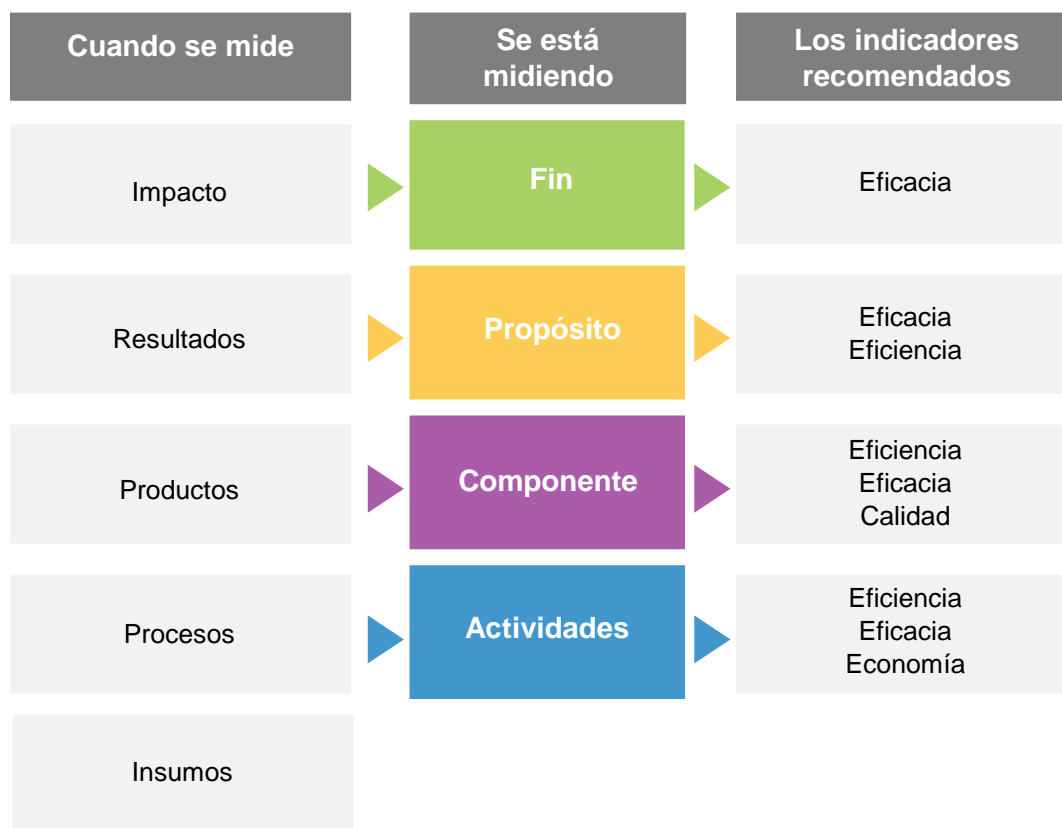 Cuando se mide
Se está
midiendo
Los indicadores
recomendados
Impacto
Fin
Eficacia
Resultados
Propósito
Eficacia
Eficiencia
Productos
Componente
Eficiencia
Eficacia
Calidad
Procesos
Actividades
Eficiencia
Eficacia
Economía
Insumos